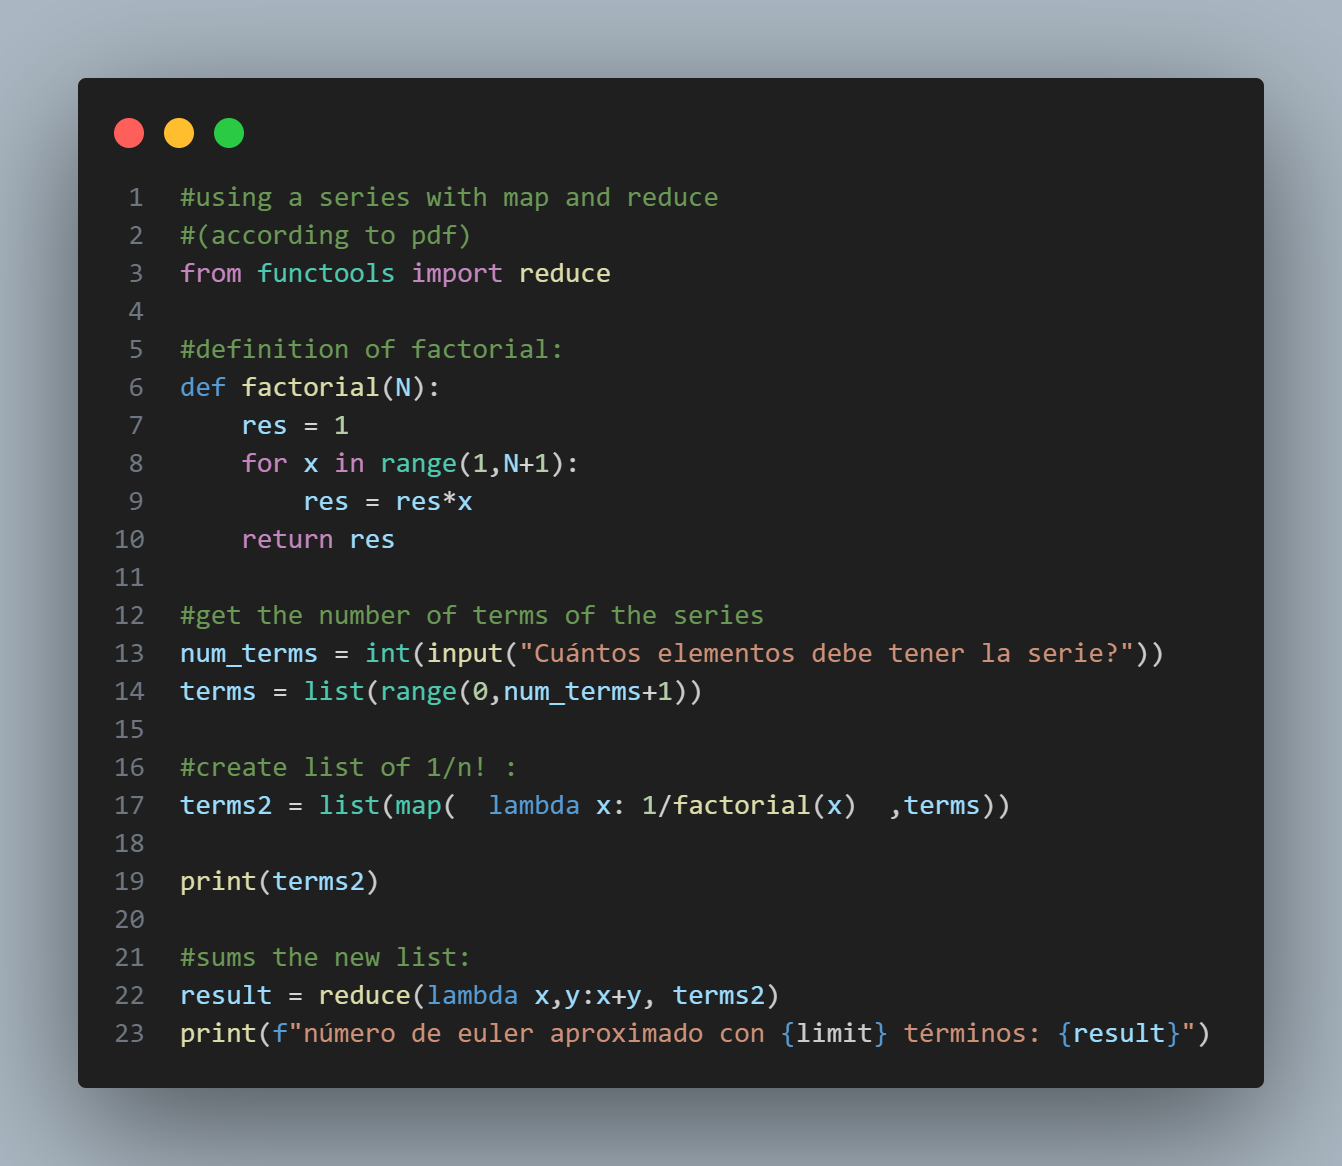 1 #using a series with map and reduce
2 #(according to pdf)
3 from functools import reduce
4
5 #definition of factorial:
6 def factorial(N):
7     res = 1
8     for x in range(1,N+1):
9         res = res*x
10     return res
11
12 #get the number of terms of the series
13 num_terms = int(input("Cuántos elementos debe tener la serie?"))
14 terms = list(range(0,num_terms+1))
15
16 #create list of 1/n! :
17 terms2 = list(map(  lambda x: 1/factorial(x)  ,terms))
18
19 print(terms2)
20
21 #sums the new list:
22 result = reduce(lambda x,y:x+y, terms2)
23 print(f"número de euler aproximado con {limit} términos: {result}")